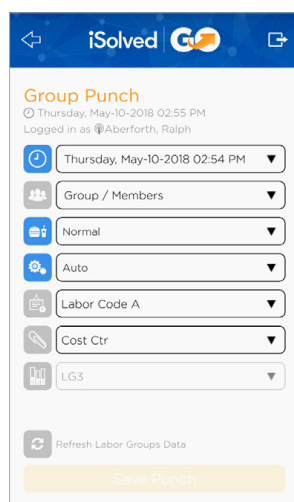 iSolved GO
Group Punch
Thursday, May-10-2018 02:55 PM
Logged in as Aberforth, Ralph
Thursday, May-10-2018 02:54 PM
Group / Members
Normal
Auto
Labor Code A
Cost Ctr
LG3
Refresh Labor Groups Data
Save Punch